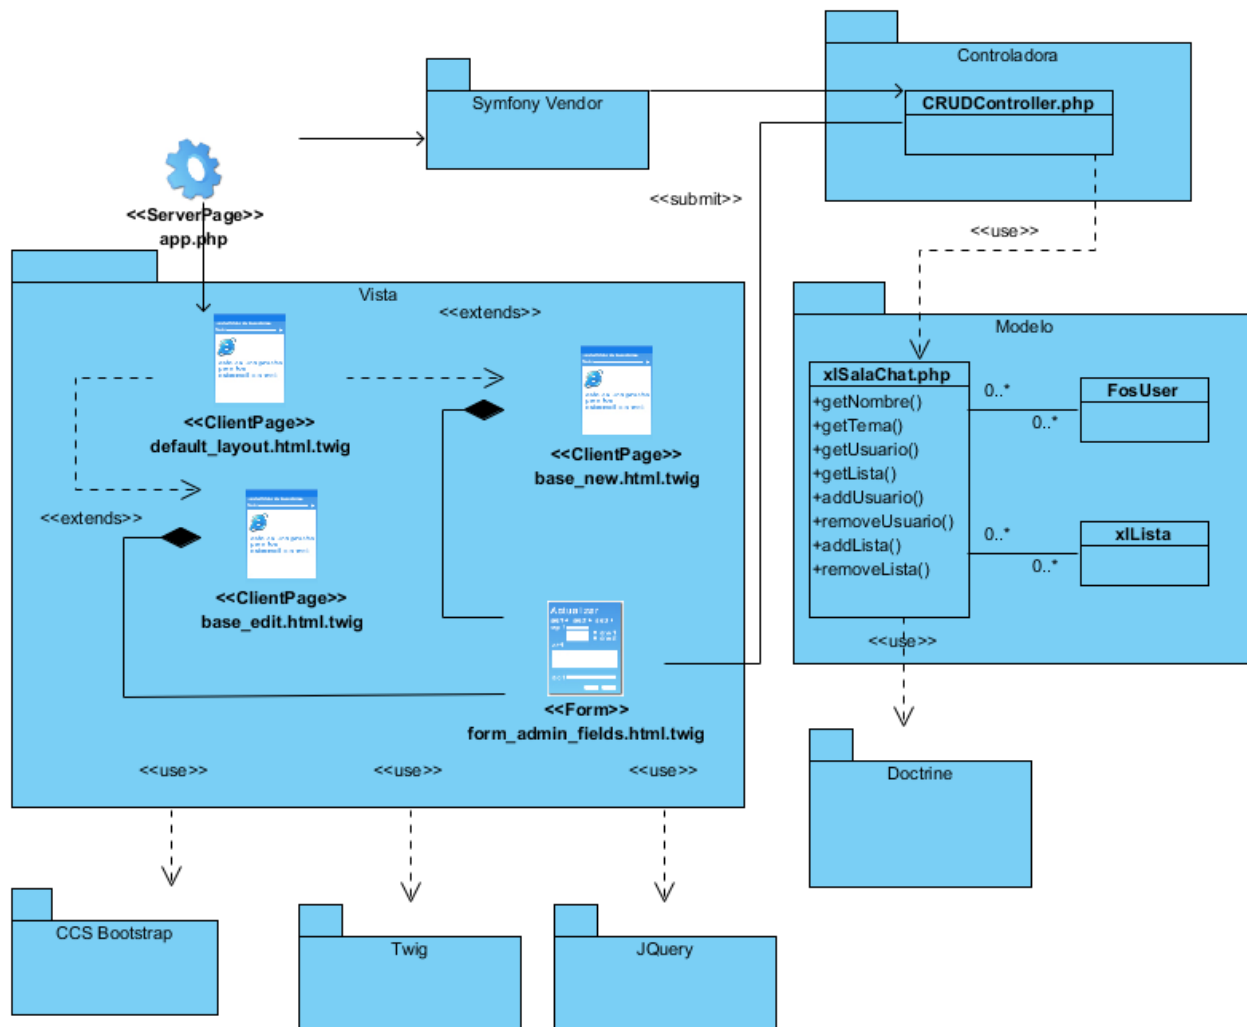 Controladora
Symfony Vendor
CRUDController.php
<<submit>>
<<ServerPage>>
app.php
<<use>>
Vista
<<extends>>
Modelo
<<ClientPage>>
default_layout.html.twig
<<ClientPage>>
base_new.html.twig
<<extends>>
<<ClientPage>>
base_edit.html.twig
Actualizar
<<Form>>
form_admin_fields.html.twig
<<use>>
<<use>>
<<use>>
xlSalaChat.php
+getNombre()
+getTema()
+getUsuario()
+getLista()
+addUsuario()
+removeUsuario()
+addLista()
+removeLista()
0..*
0..*
FosUser
0..*
0..*
xlLista
<<use>>
Doctrine
CCS Bootstrap
Twig
JQuery